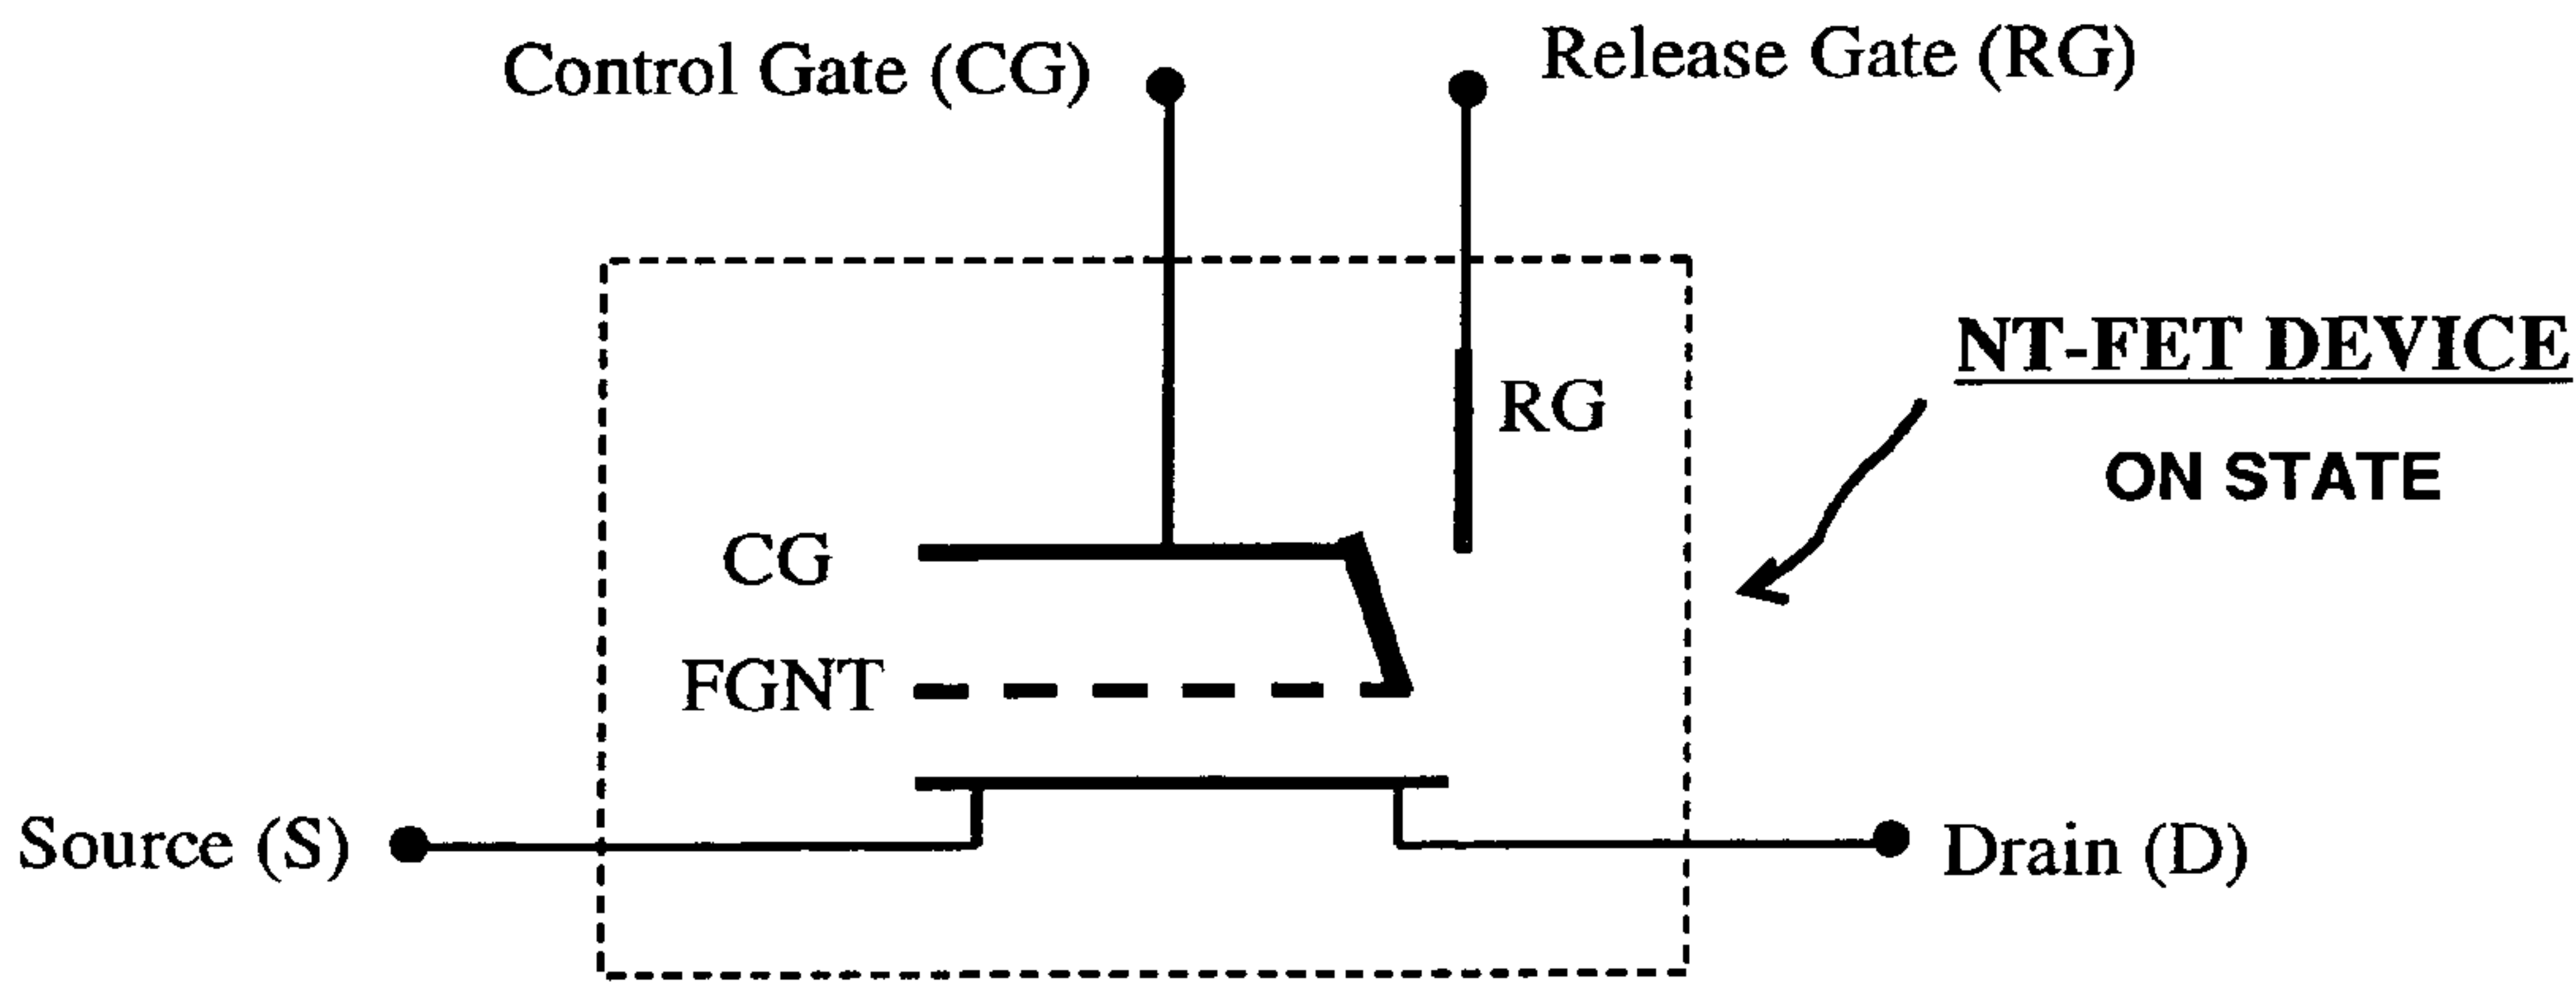 Control Gate (CG)
Release Gate (RG)
NT-FET DEVICE
ON STATE
RG
CG
FGNT
Source (S)
Drain (D)